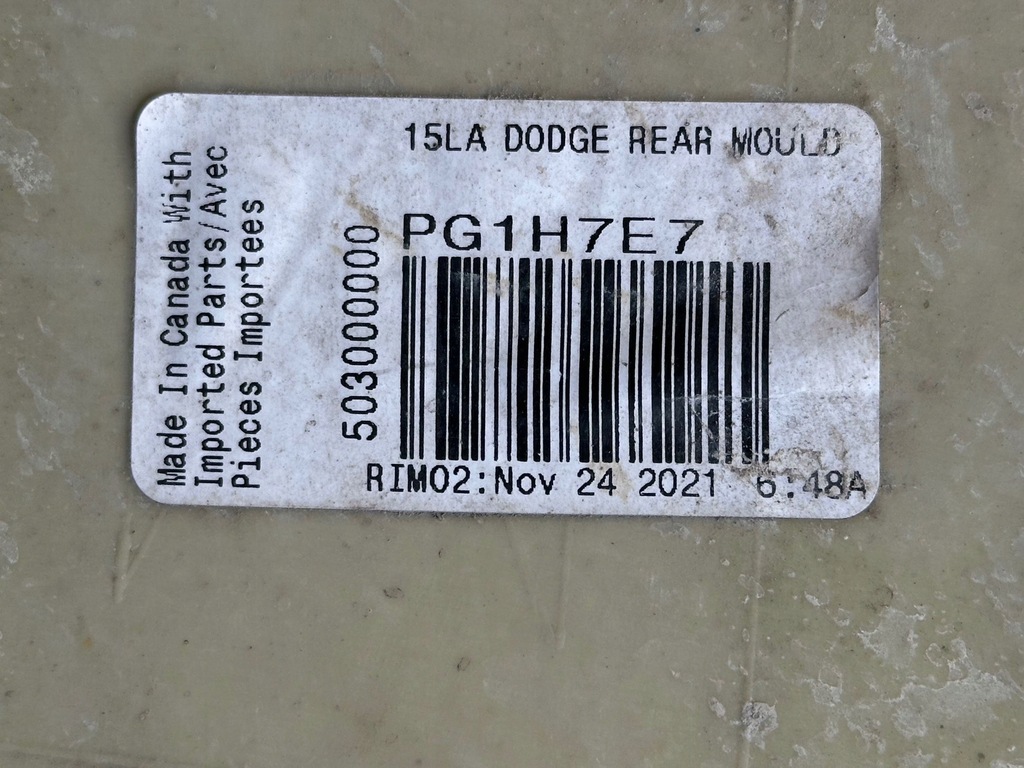 15LA DODGE REAR MOULD
PG1H7E7
50300000
RIM02:Nov 24 2021 6:48A
Made In Canada With
Imported Parts/Avec
Pieces Importees